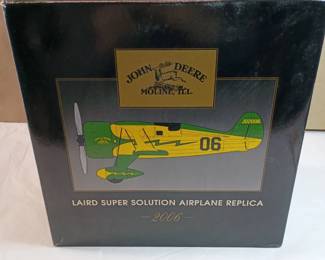 JOHN DEERE
MOLINE, ILL.
06
LAIRD SUPER SOLUTION AIRPLANE REPLICA
—2006—